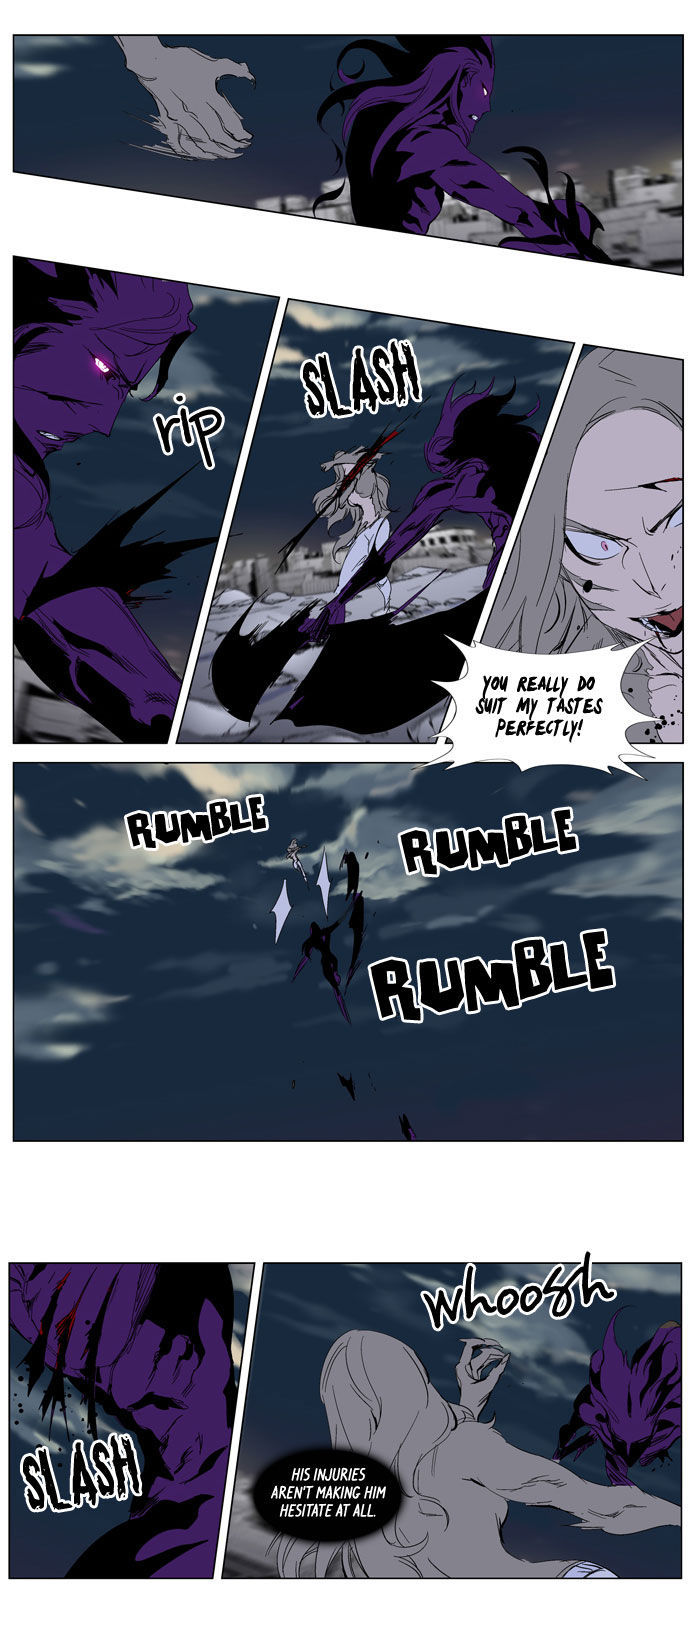 rip
SLASH
YOU REALLY DO
SUIT MY TASTES
PERFECTLY!
RUMBLE
RUMBLE
RUMBLE
SLASH
whoosh
HIS INJURIES
AREN'T MAKING HIM
HESITATE AT ALL.